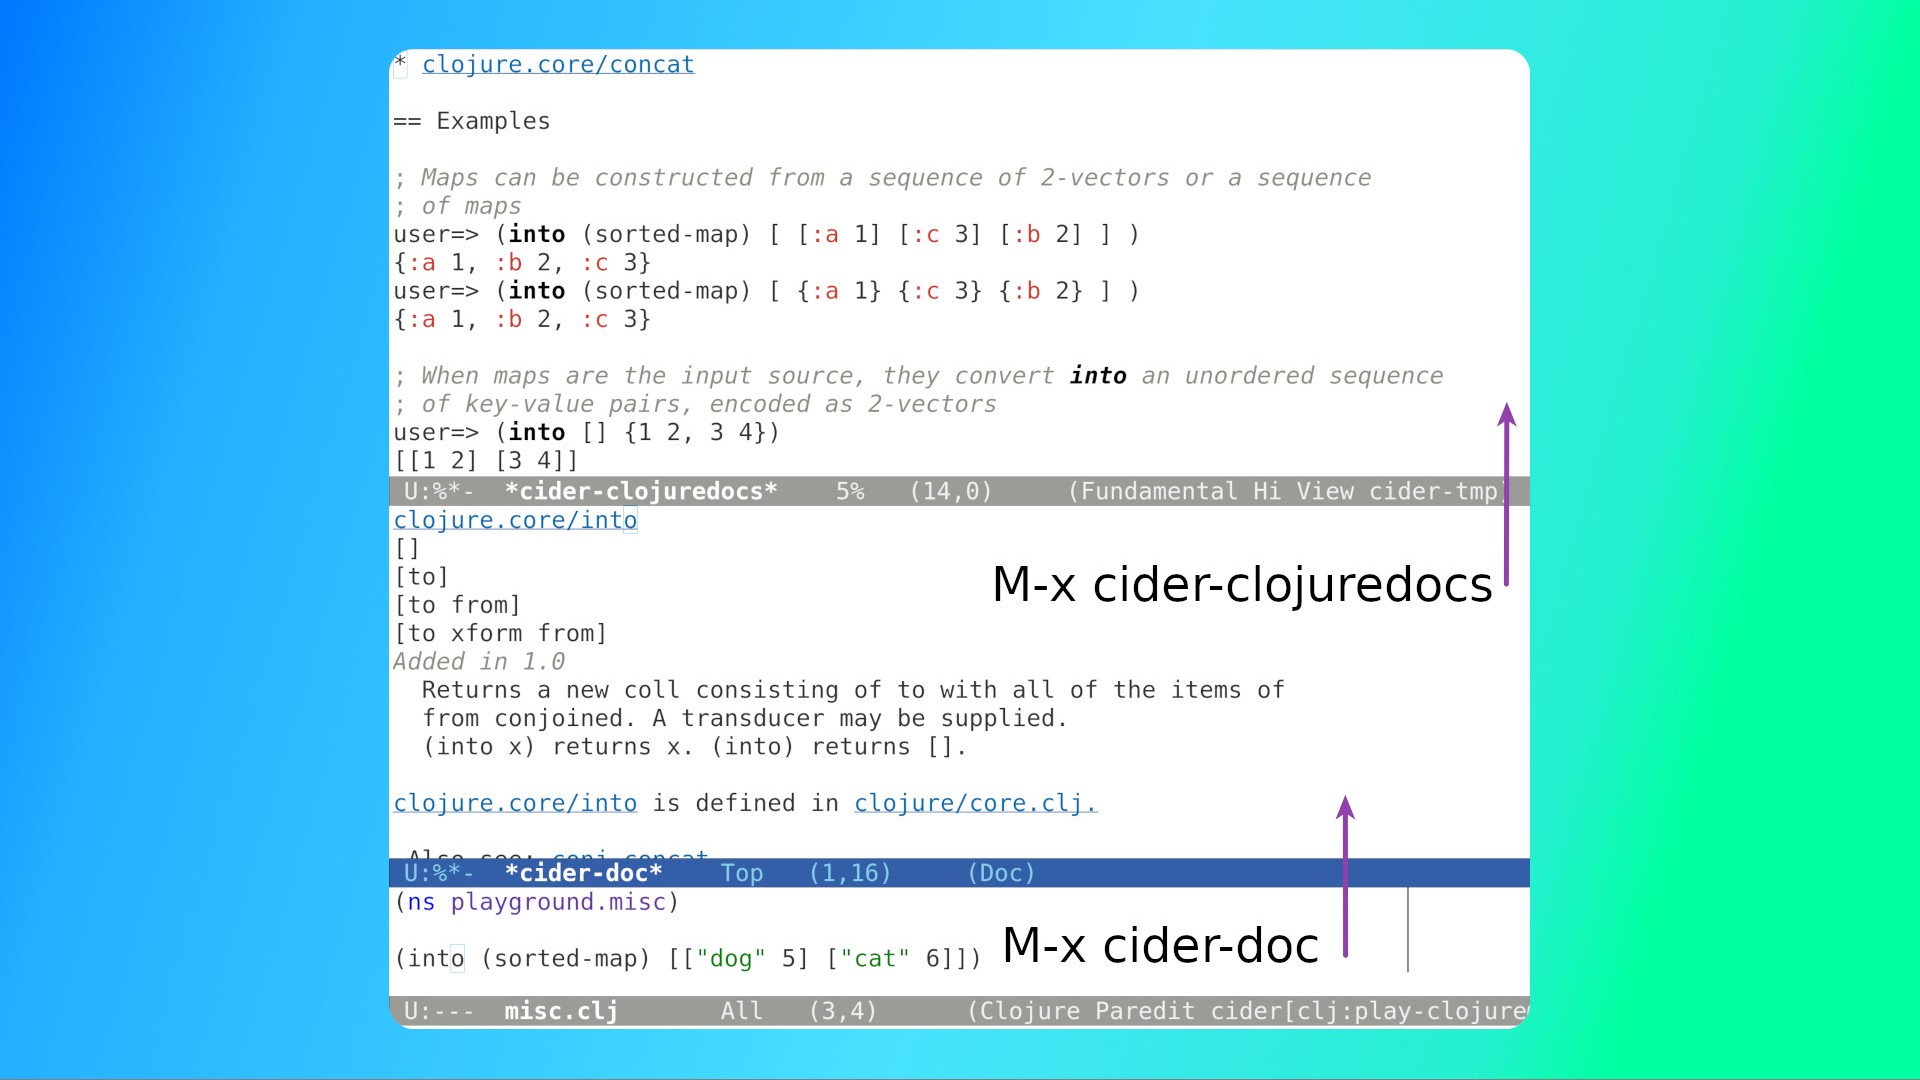 * clojure.core/concat
== Examples
; Maps can be constructed from a sequence of 2-vectors or a sequence
; of maps
user=> (into (sorted-map) [ [:a 1] [:c 3] [:b 2] ] )
{:a 1, :b 2, :c 3}
user=> (into (sorted-map) [ {:a 1} {:c 3} {:b 2} ] )
{:a 1, :b 2, :c 3}
; When maps are the input source, they convert into an unordered sequence
; of key-value pairs, encoded as 2-vectors
user=> (into [] {1 2, 3 4})
[[1 2] [3 4]]
U:%*-  *cider-clojuredocs*    5%   (14,0)     (Fundamental Hi View cider-tmp)
clojure.core/into
[]
[to]
M-x cider-clojuredocs
[to from]
[to xform from]
Added in 1.0
Returns a new coll consisting of to with all of the items of
from conjoined. A transducer may be supplied.
(into x) returns x. (into) returns [].
clojure.core/into is defined in clojure/core.clj.
Also see: conj concat
U:%*-  *cider-doc*    Top   (1,16)     (Doc)
(ns playground.misc)
M-x cider-doc
(into (sorted-map) [["dog" 5] ["cat" 6]])
U:---  misc.clj       All   (3,4)      (Clojure Paredit cider[clj:play-clojure